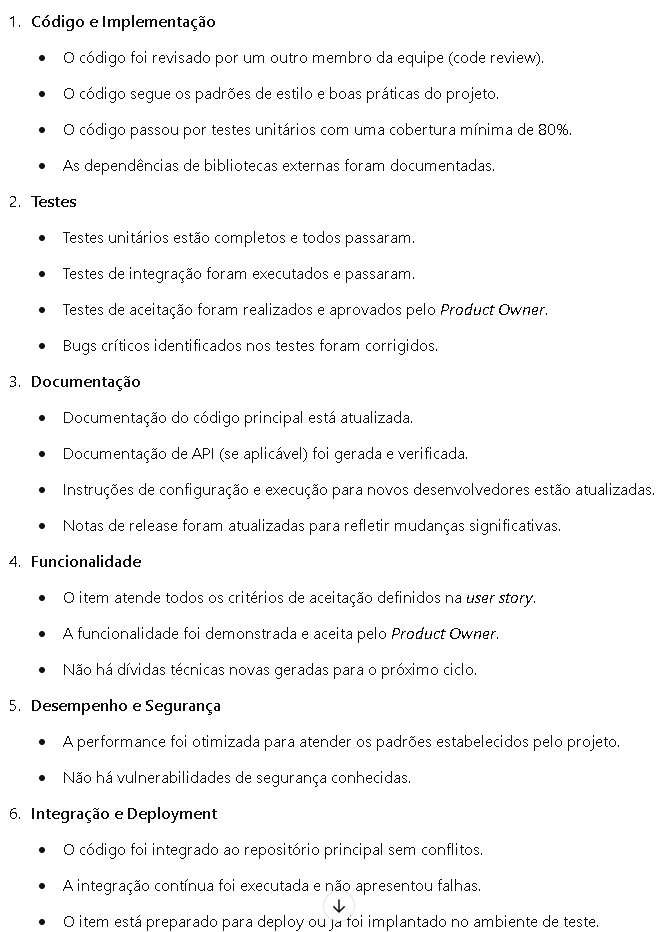 1. Código e Implementação
• O código foi revisado por um outro membro da equipe (code review).
• O código segue os padrões de estilo e boas práticas do projeto.
• O código passou por testes unitários com uma cobertura mínima de 80%.
• As dependências de bibliotecas externas foram documentadas.
2. Testes
• Testes unitários estão completos e todos passaram.
• Testes de integração foram executados e passaram.
• Testes de aceitação foram realizados e aprovados pelo Product Owner.
• Bugs críticos identificados nos testes foram corrigidos.
3. Documentação
• Documentação do código principal está atualizada.
• Documentação de API (se aplicável) foi gerada e verificada.
• Instruções de configuração e execução para novos desenvolvedores estão atualizadas.
• Notas de release foram atualizadas para refletir mudanças significativas.
4. Funcionalidade
• O item atende todos os critérios de aceitação definidos na user story.
• A funcionalidade foi demonstrada e aceita pelo Product Owner.
• Não há dívidas técnicas novas geradas para o próximo ciclo.
5. Desempenho e Segurança
• A performance foi otimizada para atender os padrões estabelecidos pelo projeto.
• Não há vulnerabilidades de segurança conhecidas.
6. Integração e Deployment
• O código foi integrado ao repositório principal sem conflitos.
• A integração contínua foi executada e não apresentou falhas.
• O item está preparado para deploy ou já foi implantado no ambiente de teste.